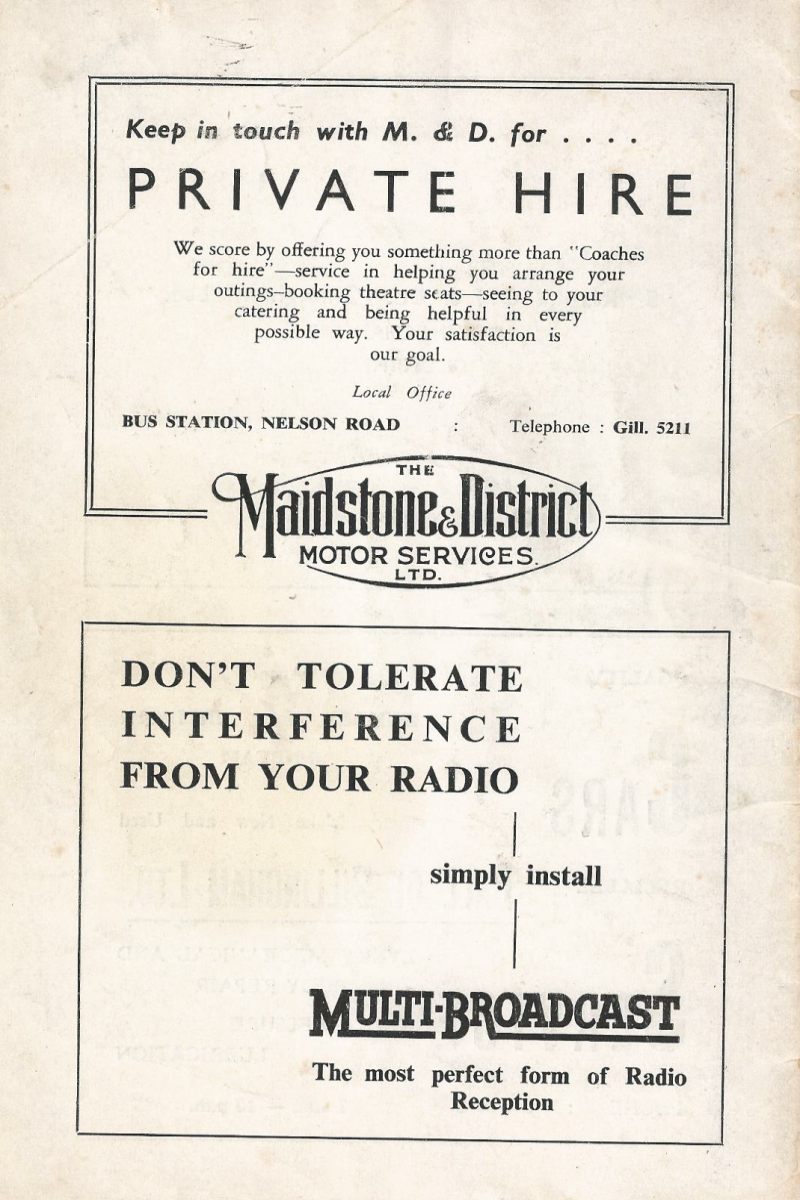 Keep in touch with M. & D. for . . . .
PRIVATE HIRE
We score by offering you something more than "Coaches
for hire"—service in helping you arrange your
outings–booking theatre seats—seeing to your
catering and being helpful in every
possible way. Your satisfaction is
our goal.
Local Office
BUS STATION, NELSON ROAD : Telephone : Gill. 5211
THE
Maidstone & District
MOTOR SERVICES.
LTD.
DON'T TOLERATE
INTERFERENCE
FROM YOUR RADIO
simply install
MULTI-BROADCAST
The most perfect form of Radio
Reception